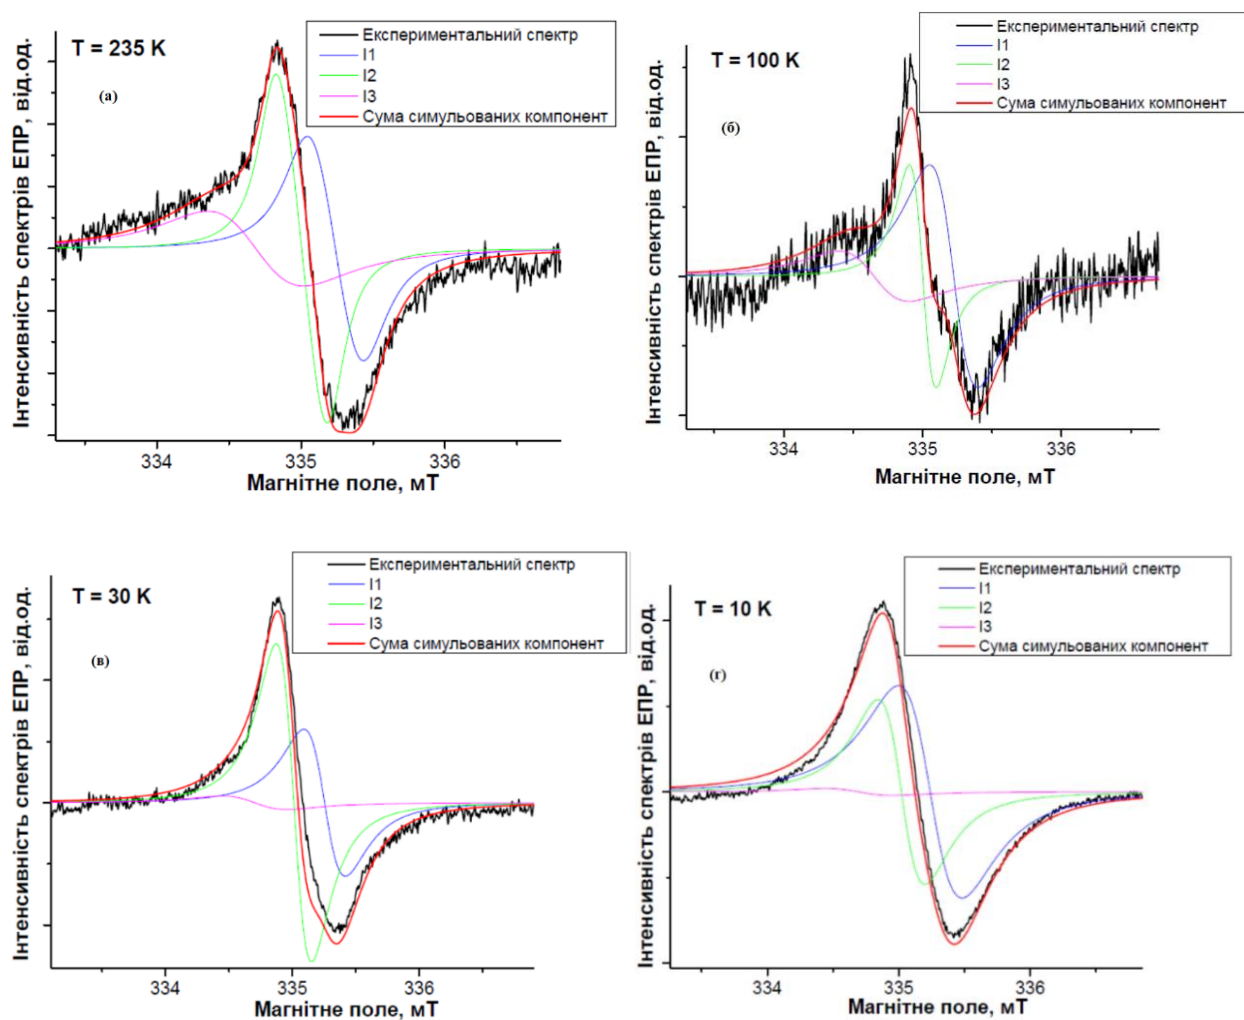 T = 235 K
(а)
Експериментальний спектр
I1
I2
I3
Сума симульованих компонент
Інтенсивність спектрів ЕПР, від.од.
334
335
336
Магнітне поле, мТ
T = 100 K
(б)
Експериментальний спектр
I1
I2
I3
Сума симульованих компонент
Інтенсивність спектрів ЕПР, від.од.
334
335
336
Магнітне поле, мТ
T = 30 K
(в)
Експериментальний спектр
I1
I2
I3
Сума симульованих компонент
Інтенсивність спектрів ЕПР, від.од.
334
335
336
Магнітне поле, мТ
T = 10 K
(г)
Експериментальний спектр
I1
I2
I3
Сума симульованих компонент
Інтенсивність спектрів ЕПР, від.од.
334
335
336
Магнітне поле, мТ